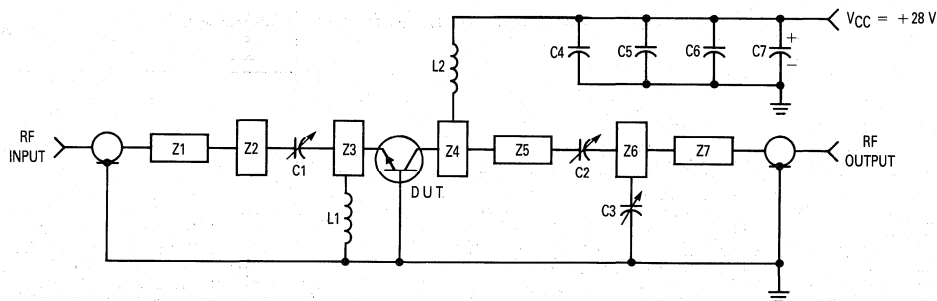 VCC = +28 V
+
C4
C5
C6
C7
−
L2
RF
INPUT
Z1
Z2
C1
Z3
DUT
Z4
Z5
C2
Z6
Z7
RF
OUTPUT
L1
C3